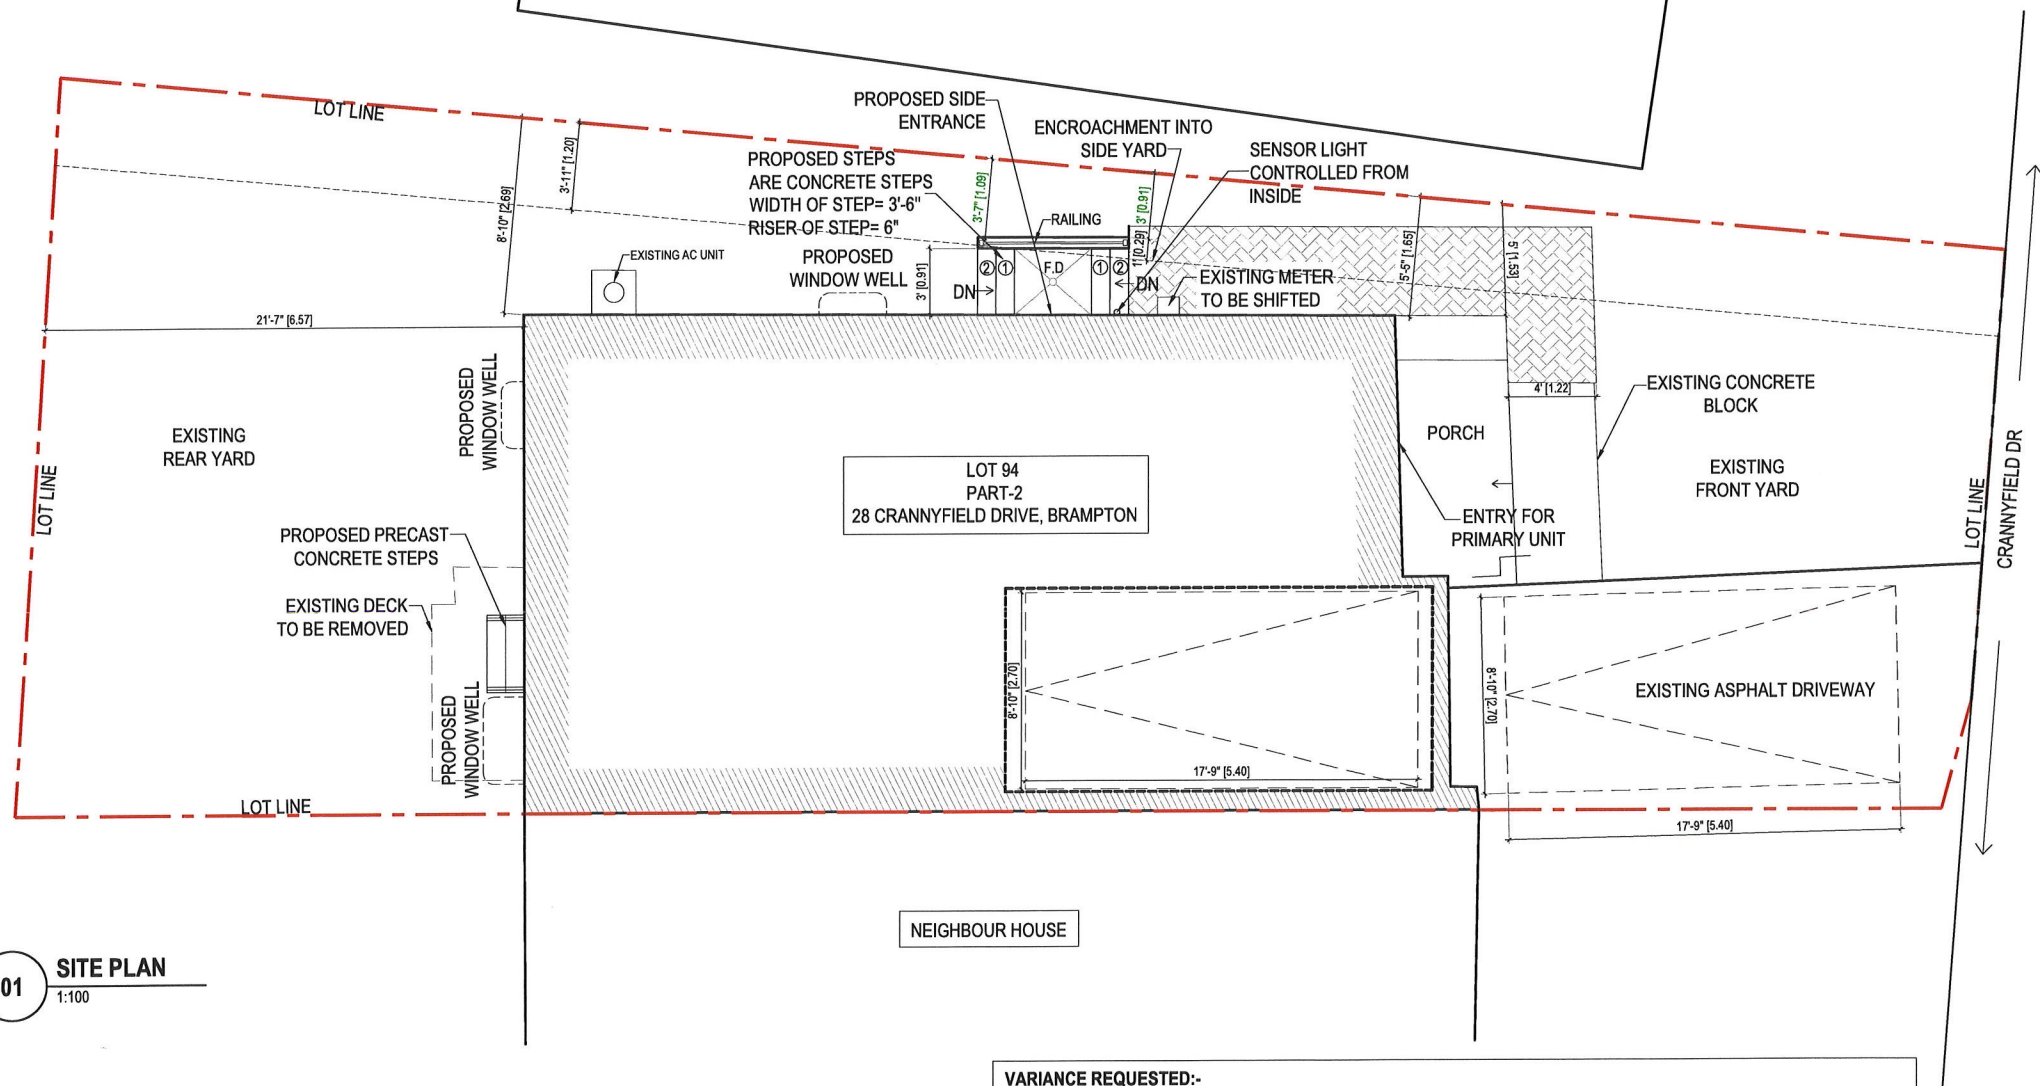 LOT LINE
PROPOSED SIDE
ENTRANCE
ENCROACHMENT INTO
SIDE YARD
SENSOR LIGHT
CONTROLLED FROM
INSIDE
PROPOSED STEPS
ARE CONCRETE STEPS
WIDTH OF STEP= 3'-6"
RISER OF STEP= 6"
3'-11" [1.20]
8'-10" [2.69]
3'-7" [1.09]
3' [0.91]
RAILING
1' [0.29]
5'-5" [1.65]
5' [1.53]
EXISTING AC UNIT
PROPOSED
WINDOW WELL
3' [0.91]
2 1
F.D
1 2
DN
DN
EXISTING METER
TO BE SHIFTED
21'-7" [6.57]
PROPOSED
WINDOW WELL
4' [1.22]
EXISTING CONCRETE
BLOCK
EXISTING
REAR YARD
PORCH
LOT 94
PART-2
28 CRANNYFIELD DRIVE, BRAMPTON
EXISTING
FRONT YARD
LOT LINE
LOT LINE
CRANNYFIELD DR
ENTRY FOR
PRIMARY UNIT
PROPOSED PRECAST
CONCRETE STEPS
EXISTING DECK
TO BE REMOVED
PROPOSED
WINDOW WELL
8'-10" [2.70]
17'-9" [5.40]
8'-10" [2.70]
EXISTING ASPHALT DRIVEWAY
17'-9" [5.40]
LOT LINE
NEIGHBOUR HOUSE
01
SITE PLAN
1:100
VARIANCE REQUESTED:-